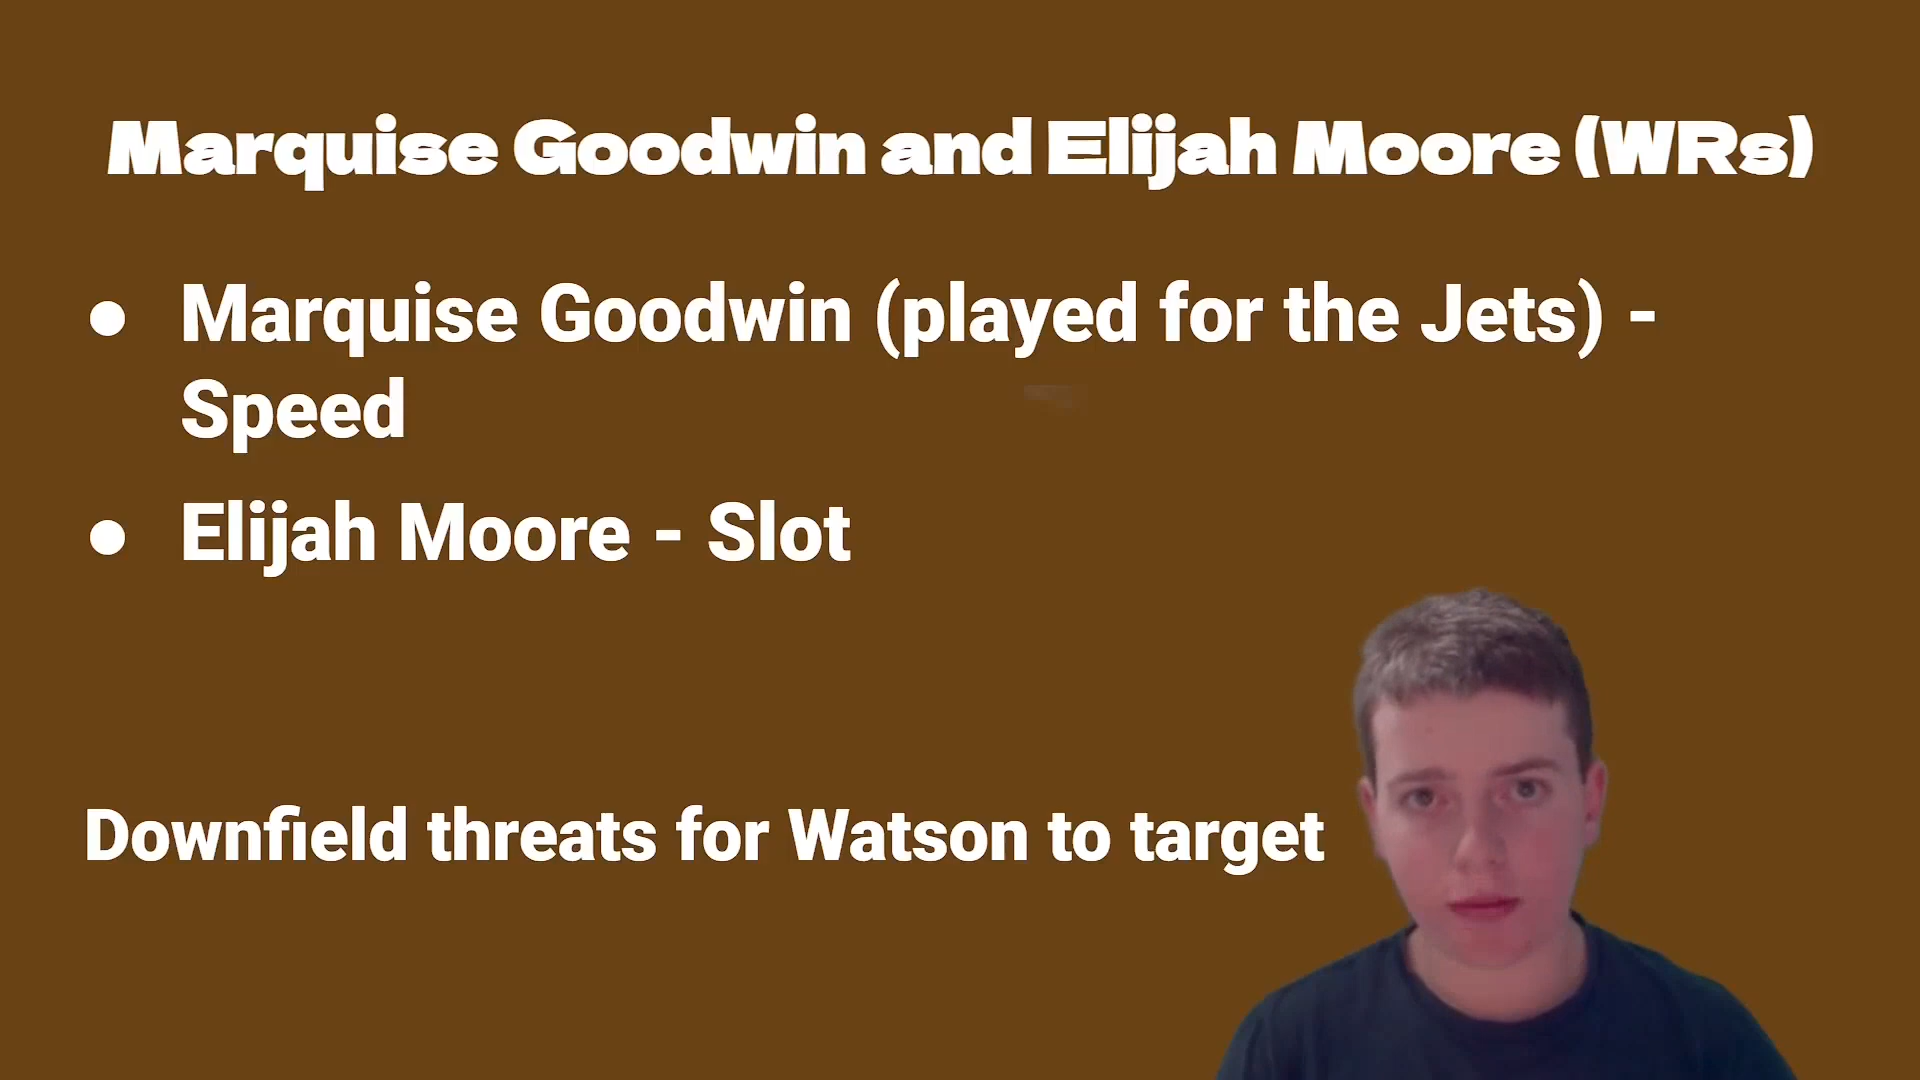 Marquise Goodwin and Elijah Moore (WRs)
● Marquise Goodwin (played for the Jets) -
Speed
● Elijah Moore - Slot
Downfield threats for Watson to target